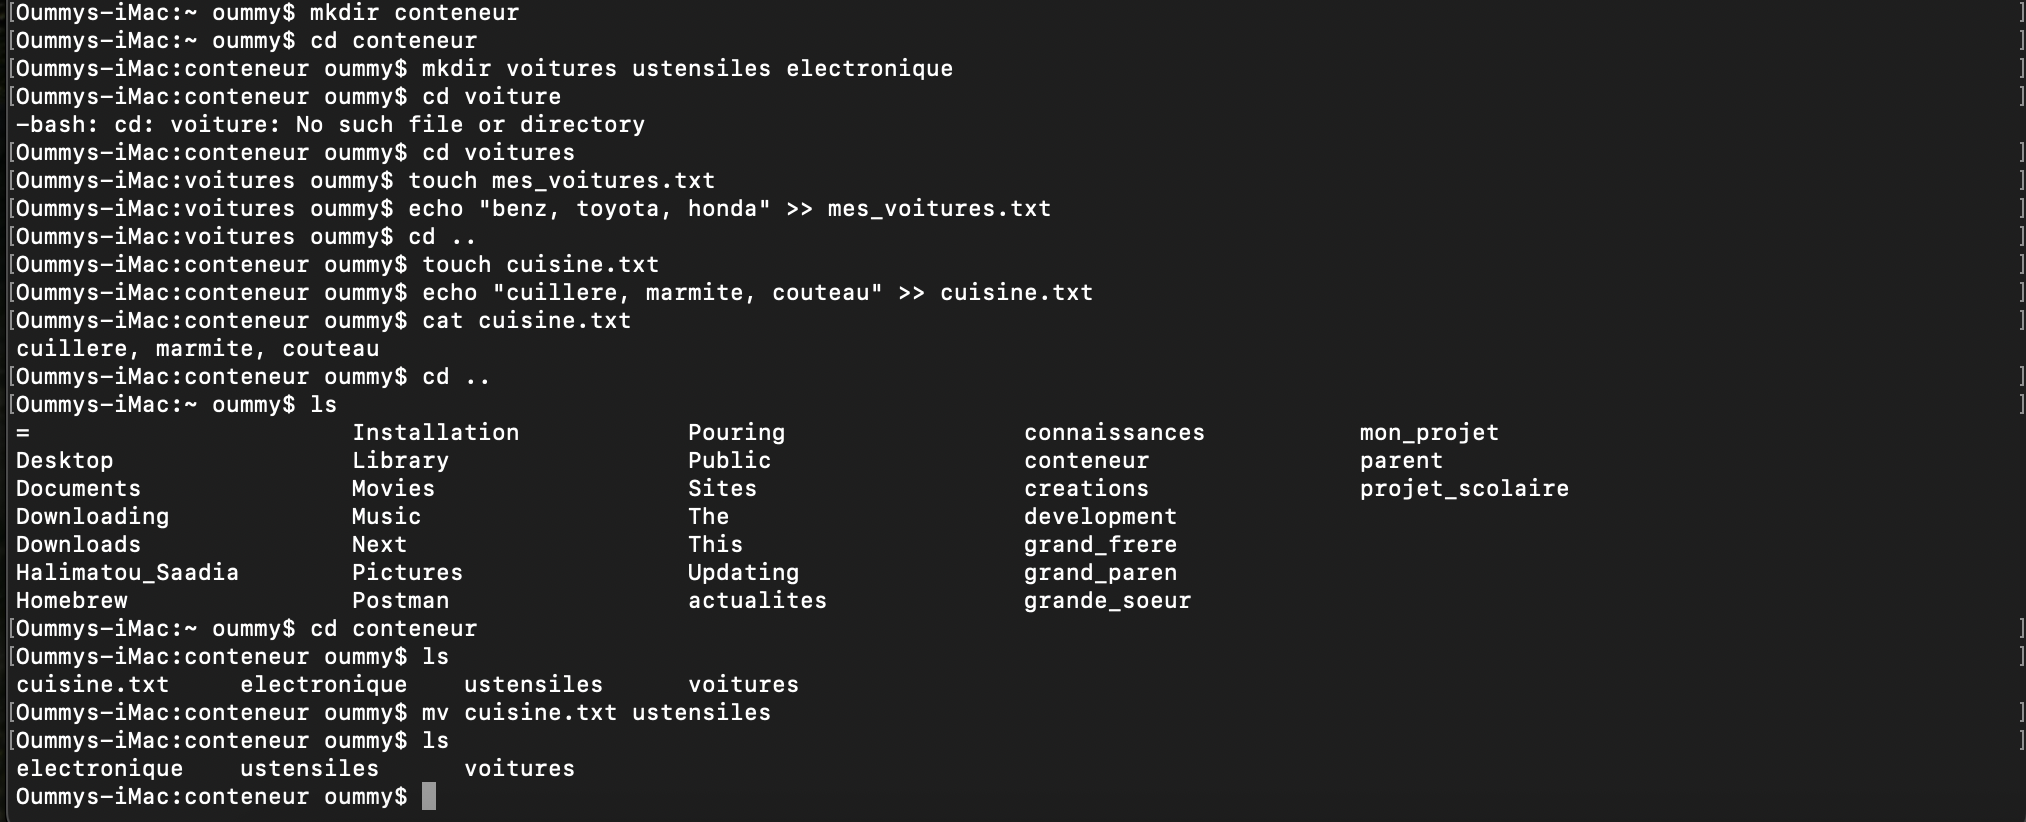 [Oummys-iMac:~ oummy$ mkdir conteneur ]
[Oummys-iMac:~ oummy$ cd conteneur ]
[Oummys-iMac:conteneur oummy$ mkdir voitures ustensiles electronique ]
[Oummys-iMac:conteneur oummy$ cd voiture ]
-bash: cd: voiture: No such file or directory
[Oummys-iMac:conteneur oummy$ cd voitures ]
[Oummys-iMac:voitures oummy$ touch mes_voitures.txt ]
[Oummys-iMac:voitures oummy$ echo "benz, toyota, honda" >> mes_voitures.txt ]
[Oummys-iMac:voitures oummy$ cd .. ]
[Oummys-iMac:conteneur oummy$ touch cuisine.txt ]
[Oummys-iMac:conteneur oummy$ echo "cuillere, marmite, couteau" >> cuisine.txt ]
[Oummys-iMac:conteneur oummy$ cat cuisine.txt ]
cuillere, marmite, couteau
[Oummys-iMac:conteneur oummy$ cd .. ]
[Oummys-iMac:~ oummy$ ls ]
= Installation Pouring connaissances mon_projet
Desktop Library Public conteneur parent
Documents Movies Sites creations projet_scolaire
Downloading Music The development
Downloads Next This grand_frere
Halimatou_Saadia Pictures Updating grand_paren
Homebrew Postman actualites grande_soeur
[Oummys-iMac:~ oummy$ cd conteneur ]
[Oummys-iMac:conteneur oummy$ ls ]
cuisine.txt electronique ustensiles voitures
[Oummys-iMac:conteneur oummy$ mv cuisine.txt ustensiles ]
[Oummys-iMac:conteneur oummy$ ls ]
electronique ustensiles voitures
Oummys-iMac:conteneur oummy$